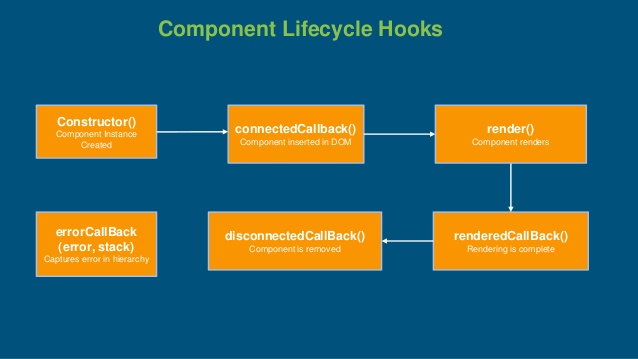 Component Lifecycle Hooks
Constructor()
Component Instance
Created
connectedCallback()
Component inserted in DOM
render()
Component renders
errorCallBack
(error, stack)
Captures error in hierarchy
disconnectedCallBack()
Component is removed
renderedCallBack()
Rendering is complete